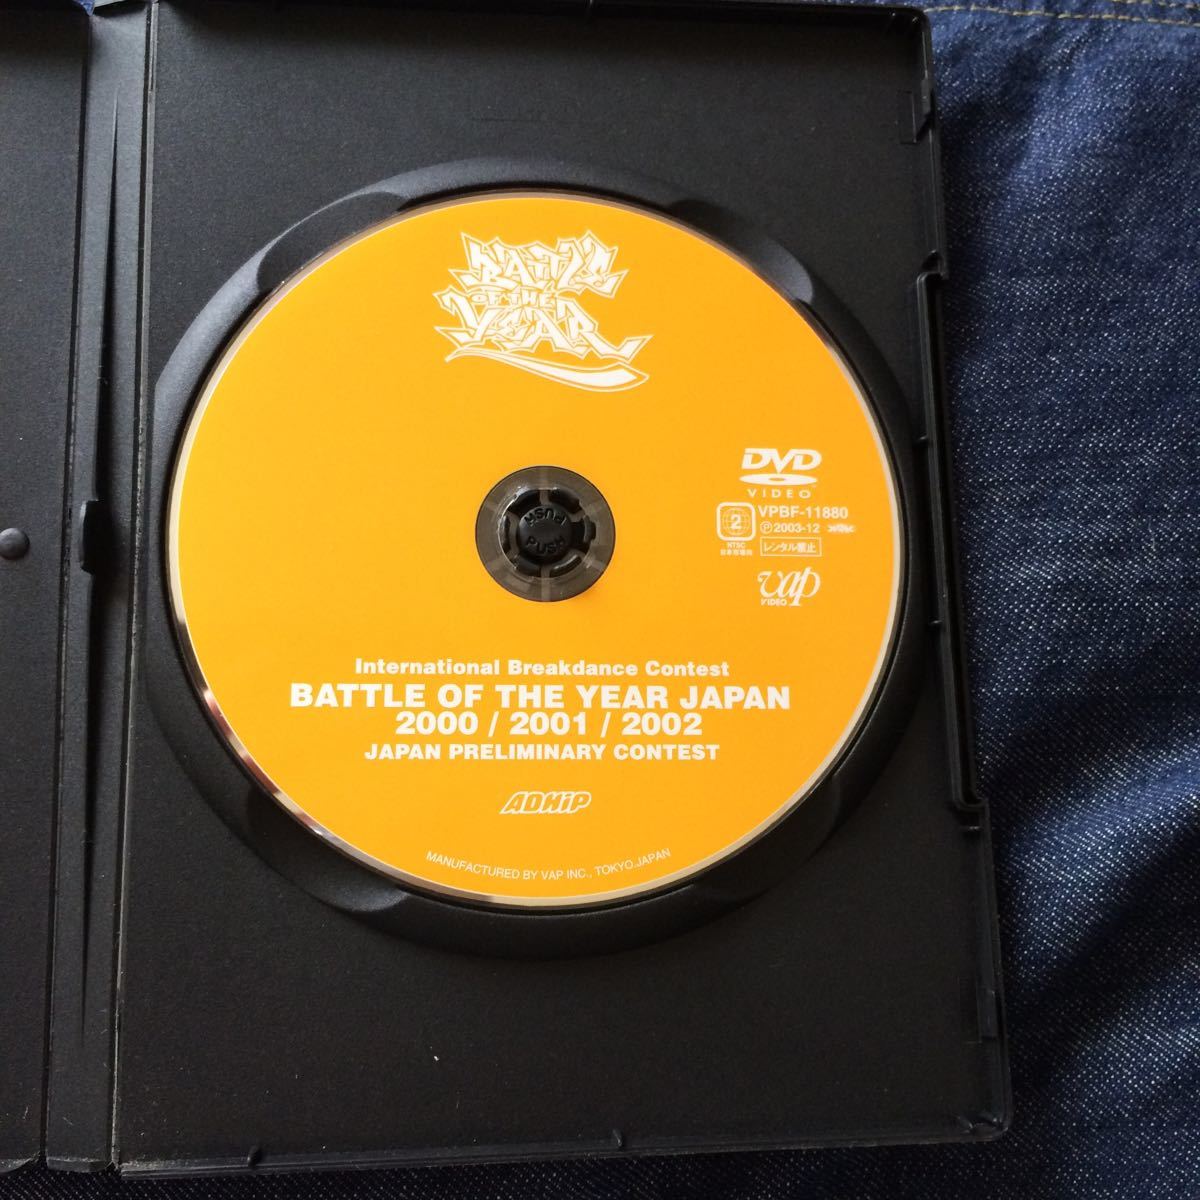 BATTLE
OF THE
YEAR
DVD
VIDEO
VPBF-11880
2
Ⓟ2003-12
NTSC
日本市場向
レンタル禁止
vap
VIDEO
PUSH
PUSH
International Breakdance Contest
BATTLE OF THE YEAR JAPAN
2000 / 2001 / 2002
JAPAN PRELIMINARY CONTEST
ADHIP
MANUFACTURED BY VAP INC., TOKYO.JAPAN